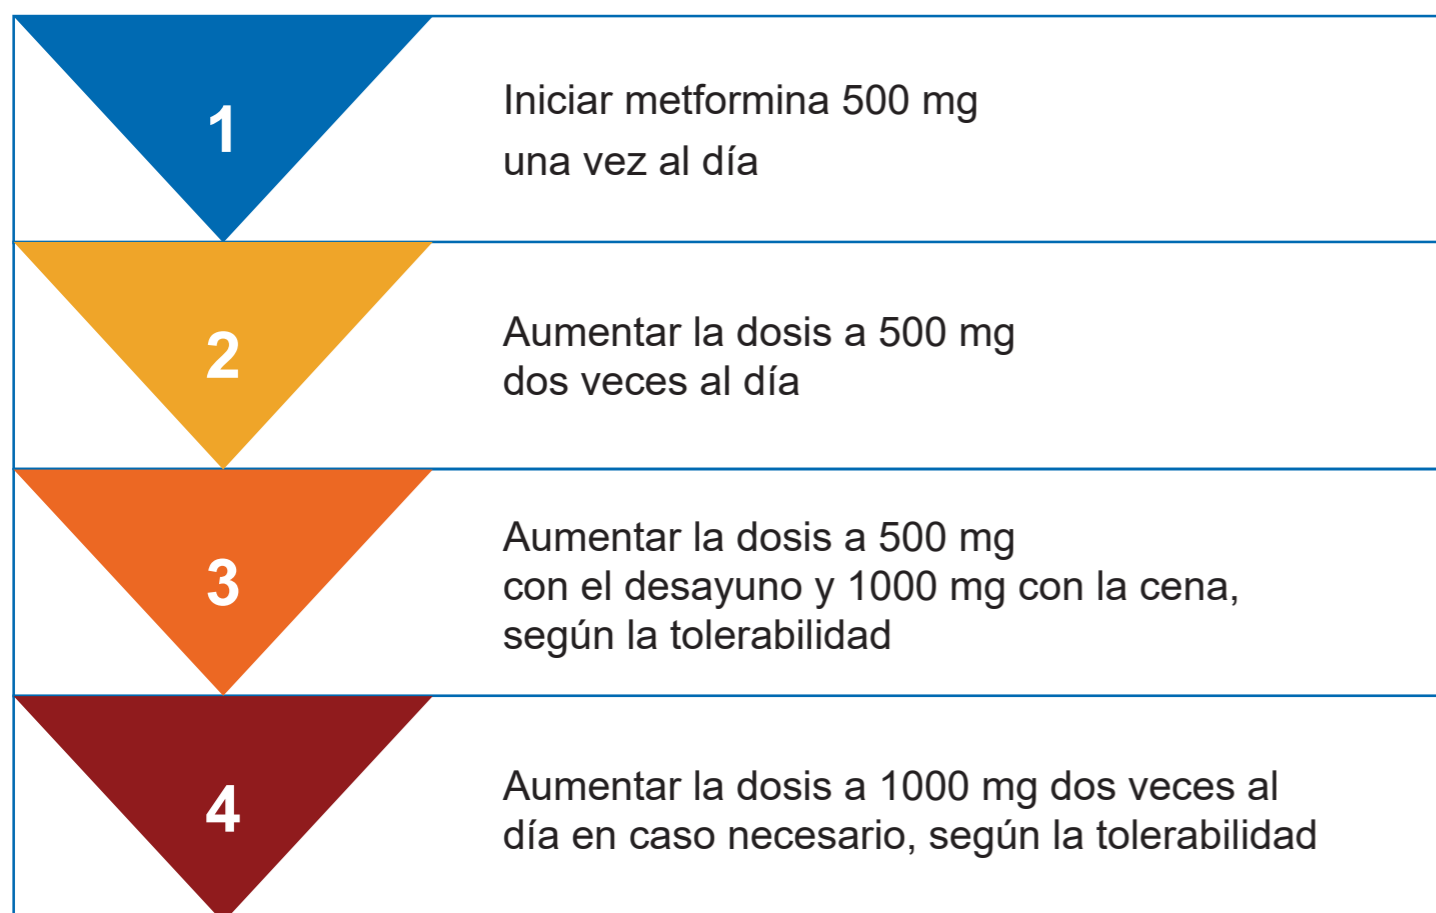 1
Iniciar metformina 500 mg
una vez al día
2
Aumentar la dosis a 500 mg
dos veces al día
3
Aumentar la dosis a 500 mg
con el desayuno y 1000 mg con la cena,
según la tolerabilidad
4
Aumentar la dosis a 1000 mg dos veces al
día en caso necesario, según la tolerabilidad